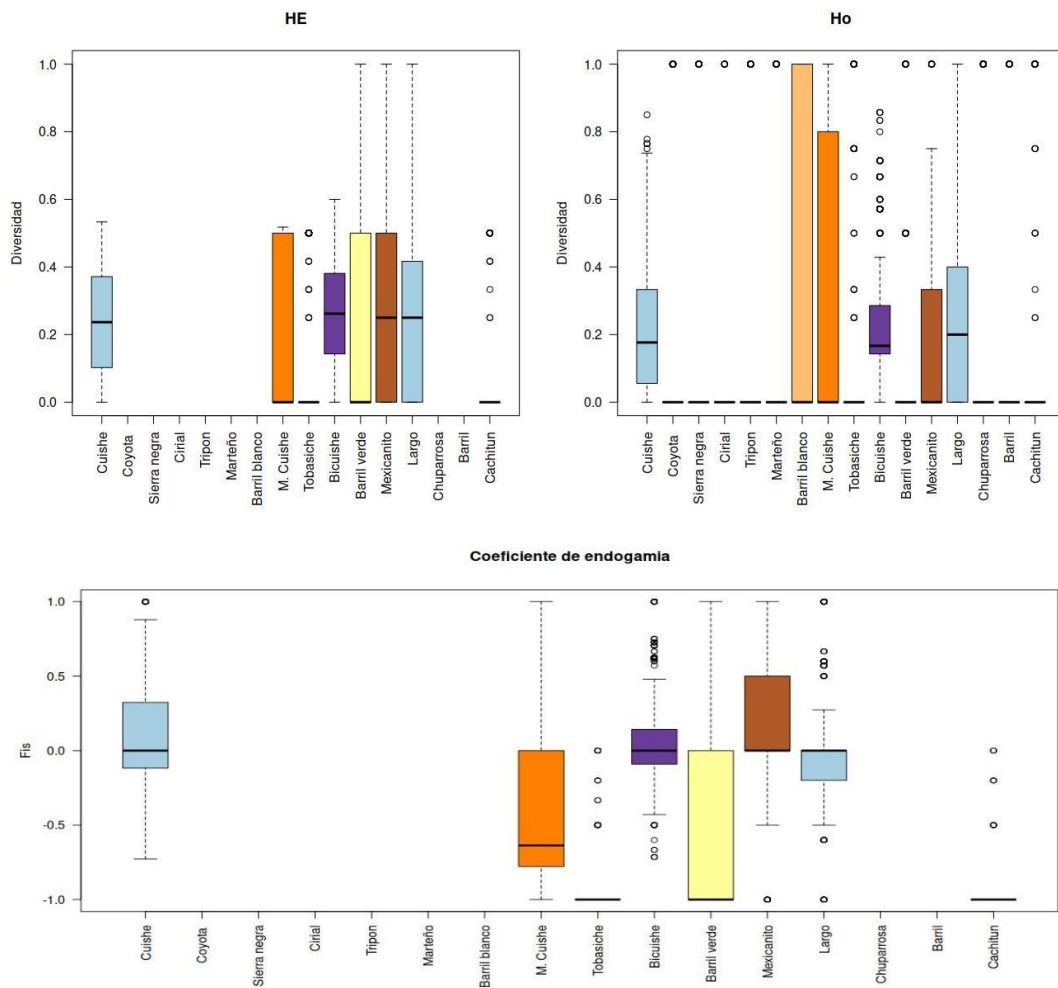 HE
Diversidad
1.0
0.8
0.6
0.4
0.2
0.0
Cuishe
Coyota
Sierra negra
Cirial
Tripon
Marteño
Barril blanco
M. Cuishe
Tobasiche
Bicuishe
Barril verde
Mexicanito
Largo
Chuparrosa
Barril
Cachitun
Ho
Diversidad
1.0
0.8
0.6
0.4
0.2
0.0
Cuishe
Coyota
Sierra negra
Cirial
Tripon
Marteño
Barril blanco
M. Cuishe
Tobasiche
Bicuishe
Barril verde
Mexicanito
Largo
Chuparrosa
Barril
Cachitun
Coeficiente de endogamia
Fis
1.0
0.5
0.0
-0.5
-1.0
Cuishe
Coyota
Sierra negra
Cirial
Tripon
Marteño
Barril blanco
M. Cuishe
Tobasiche
Bicuishe
Barril verde
Mexicanito
Largo
Chuparrosa
Barril
Cachitun